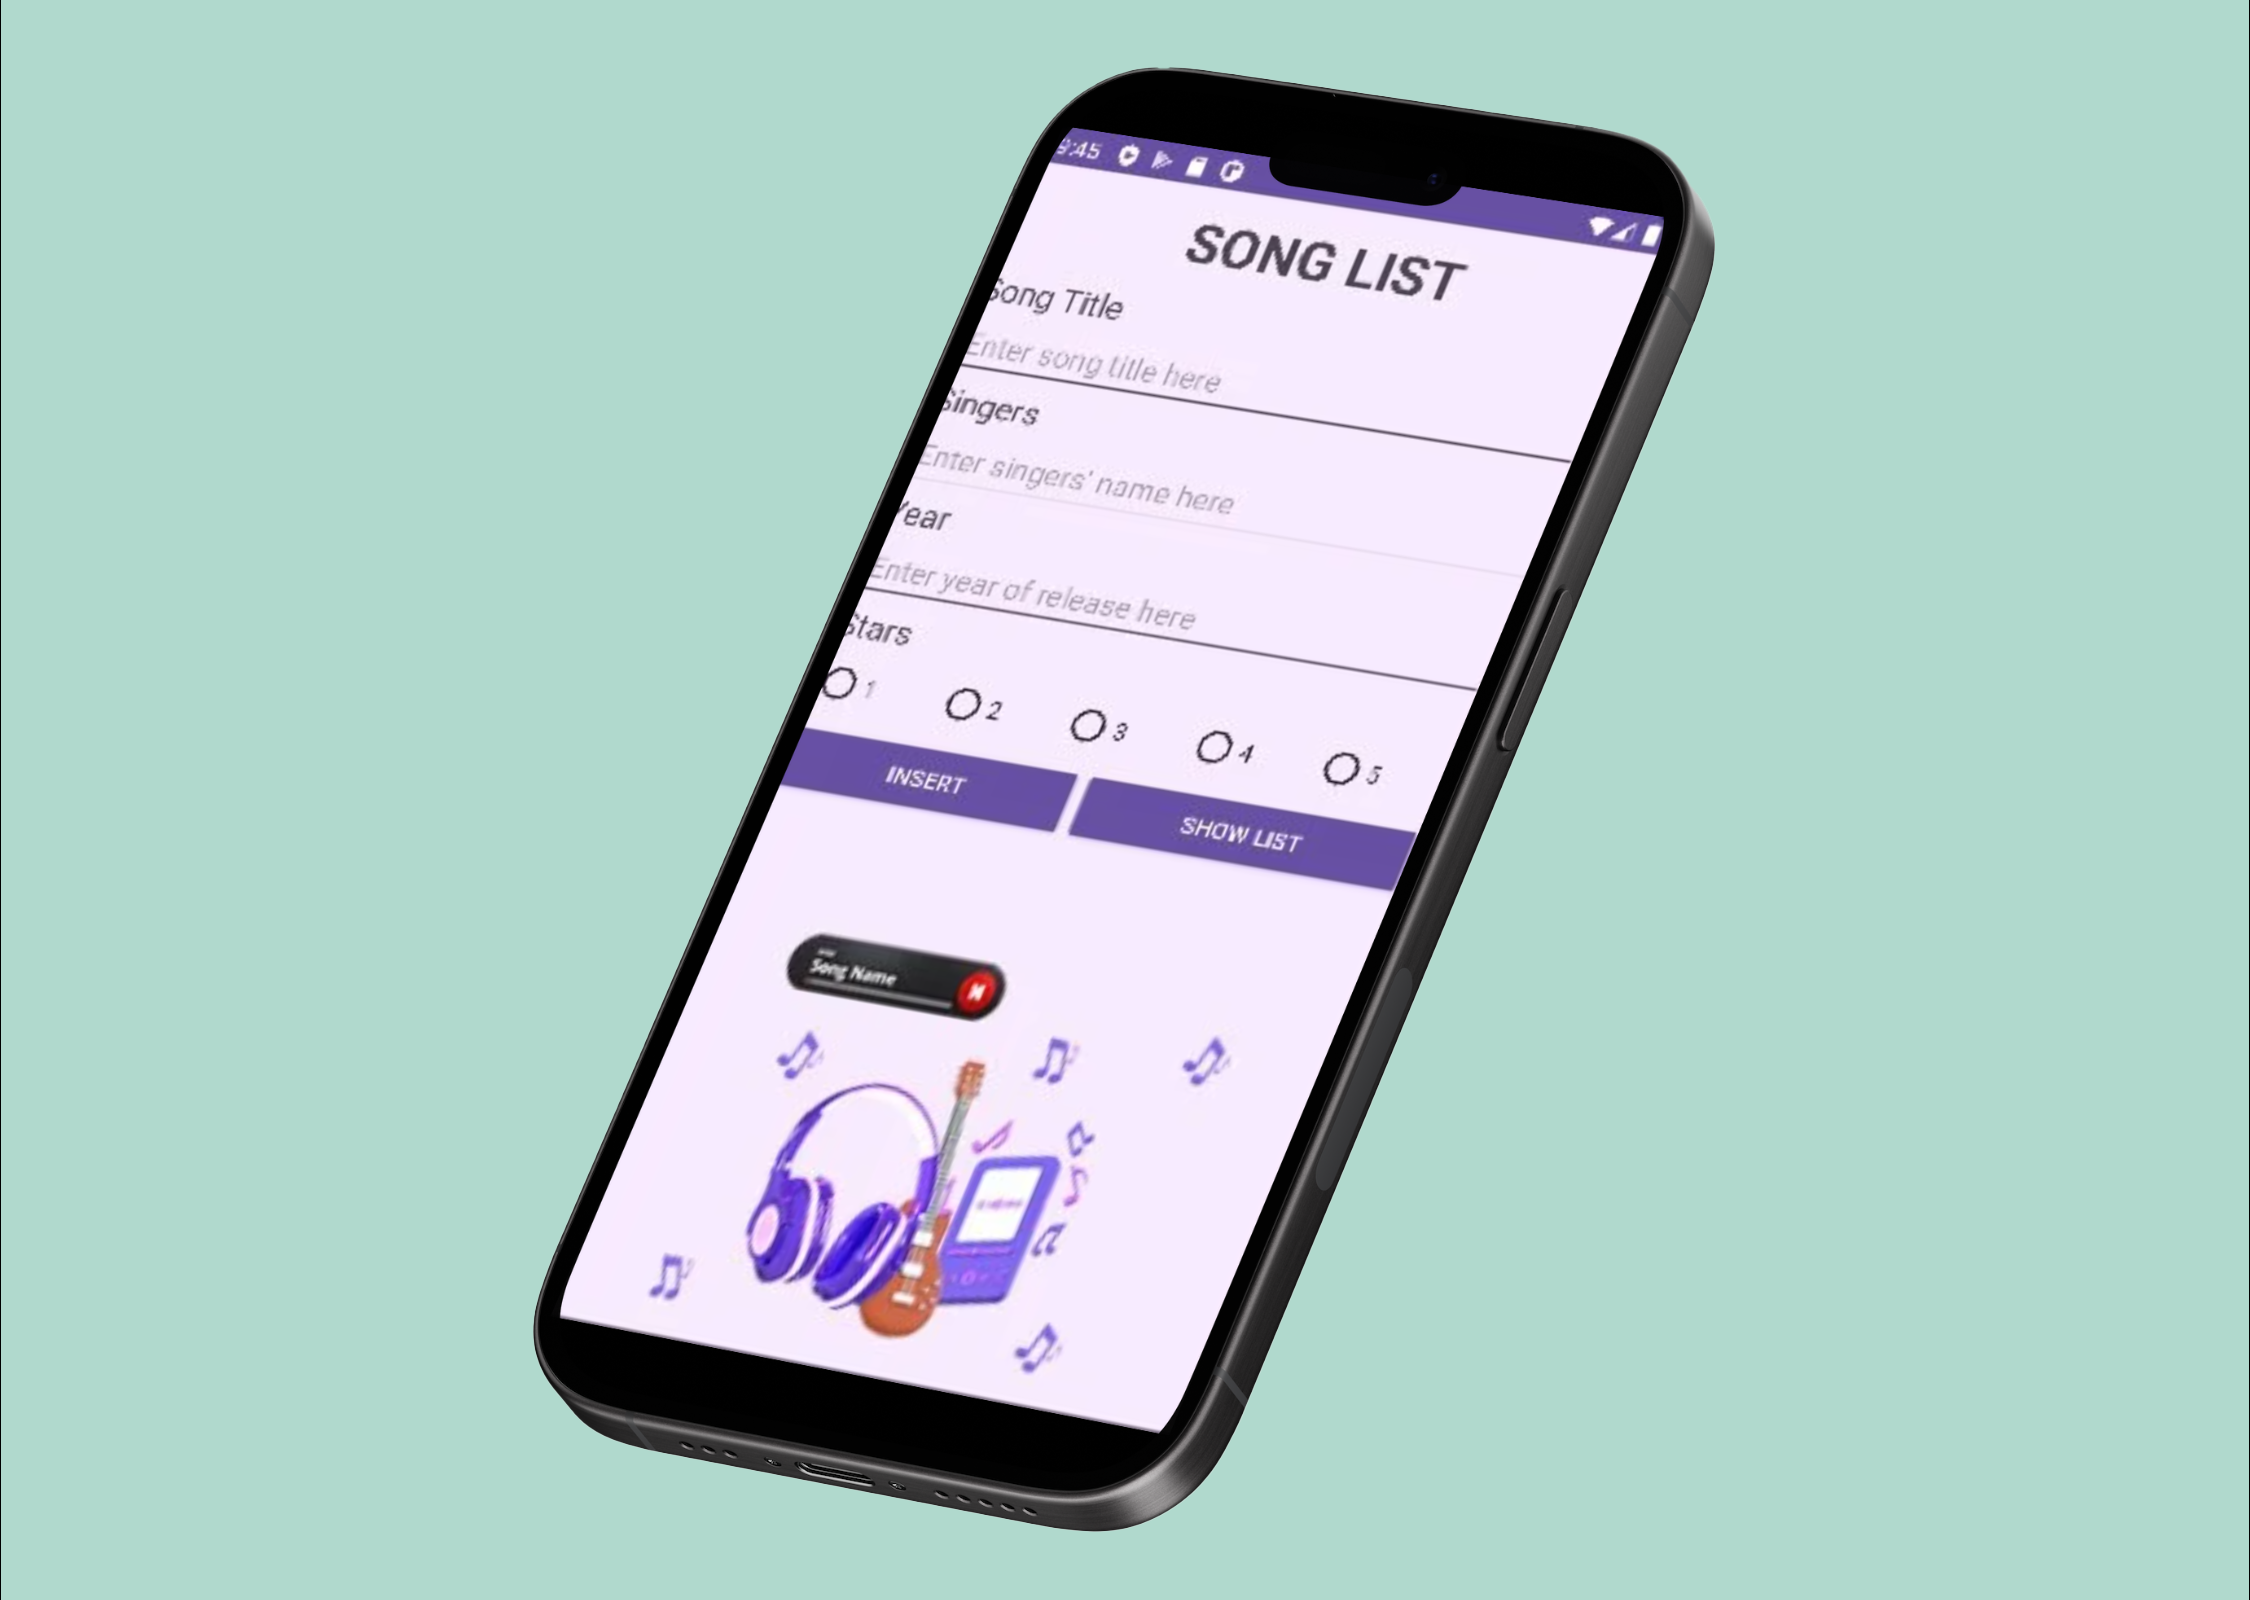 9:45
SONG LIST
Song Title
Enter song title here
Singers
Enter singers' name here
Year
Enter year of release here
Stars
1 2 3 4 5
INSERT SHOW LIST
Song Name